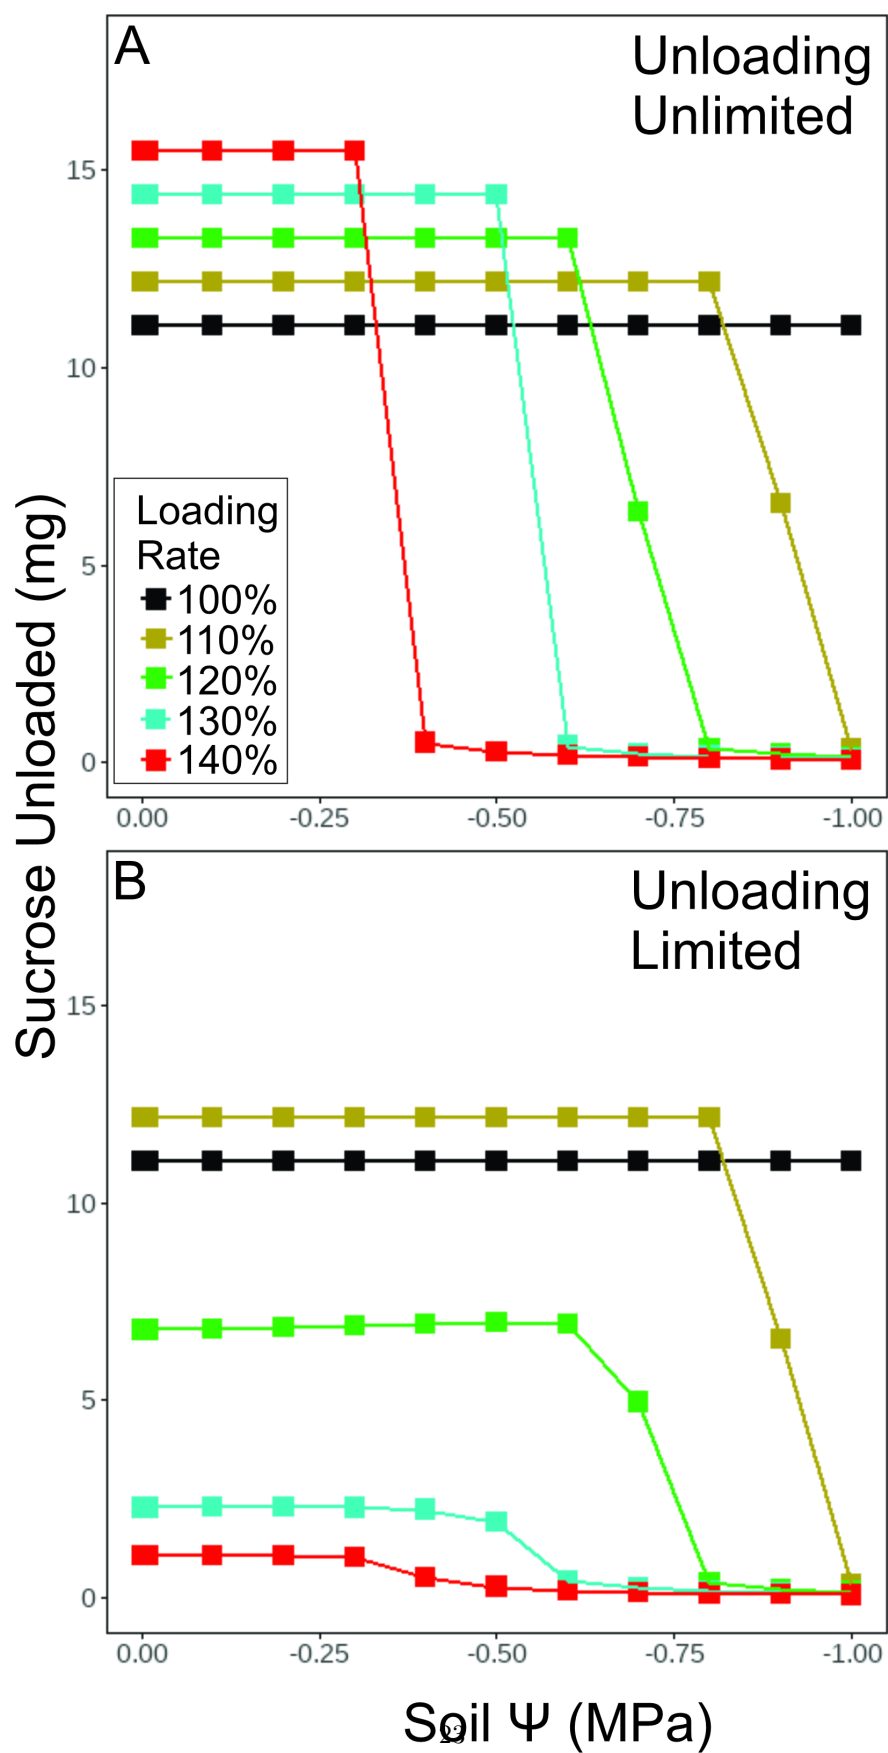 A
Unloading
Unlimited
15
10
5
0
Loading
Rate
100%
110%
120%
130%
140%
0.00 -0.25 -0.50 -0.75 -1.00
Sucrose Unloaded (mg)
B
Unloading
Limited
15
10
5
0
0.00 -0.25 -0.50 -0.75 -1.00
Soil Ψ (MPa)
23